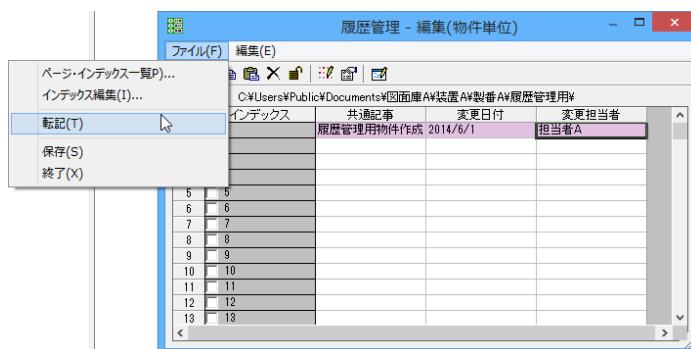 履歴管理 - 編集(物件単位)
ファイル(F) 編集(E)
ページ・インデックス一覧P)...
インデックス編集(I)...
転記(T)
保存(S)
終了(X)
C:¥Users¥Public¥Documents¥図面庫A¥装置A¥製番A¥履歴管理用¥
インデックス 共通記事 変更日付 変更担当者
履歴管理用物件作成 2014/6/1 担当者A
5 5
6 6
7 7
8 8
9 9
10 10
11 11
12 12
13 13